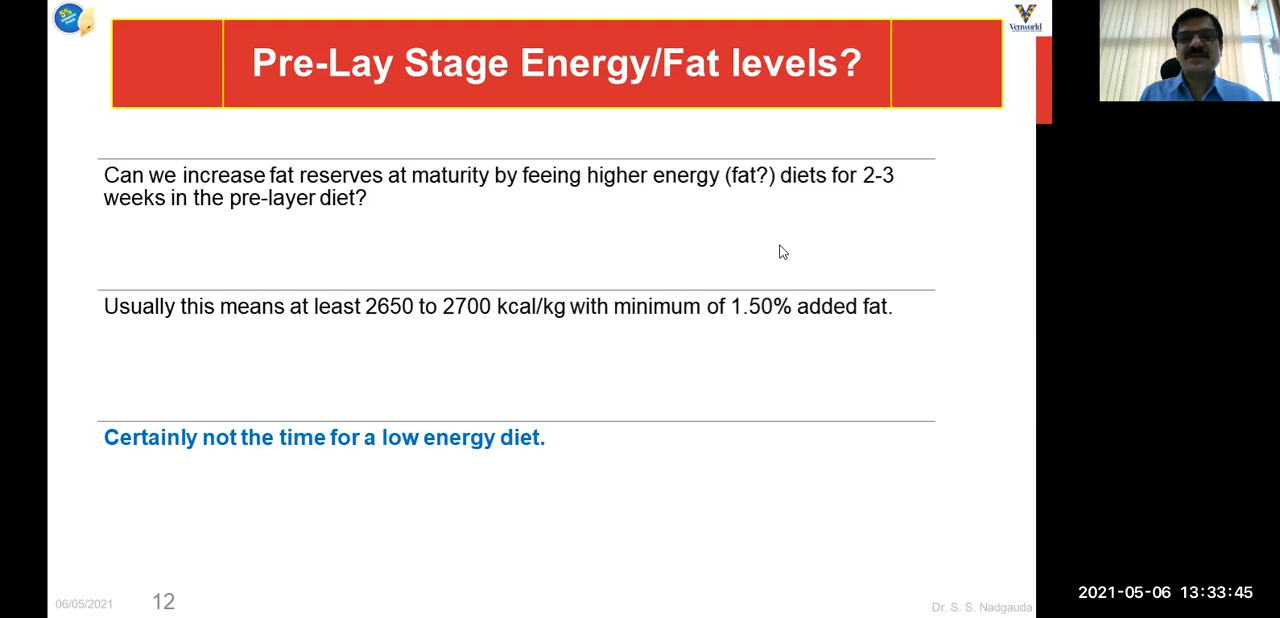 5%
Venworld
Pre-Lay Stage Energy/Fat levels?
Can we increase fat reserves at maturity by feeing higher energy (fat?) diets for 2-3
weeks in the pre-layer diet?
Usually this means at least 2650 to 2700 kcal/kg with minimum of 1.50% added fat.
Certainly not the time for a low energy diet.
06/05/2021
12
Dr. S. S. Nadgauda
2021-05-06 13:33:45